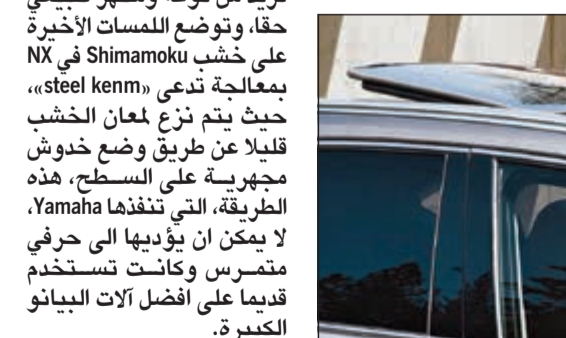 حقا، وتوضع اللمسات الأخيرة
على خشب Shimamoku في NX
بمعالجة تدعى «steel kenm»،
حيث يتم نزع لمعان الخشب
قليلا عن طريق وضع خدوش
مجهرية على السطح، هذه
الطريقة، التي تنفذها Yamaha،
لا يمكن ان يؤديها الى حرفي
متمرس وكانت تستخدم
قديما على افضل آلات البيانو
الكبيرة.